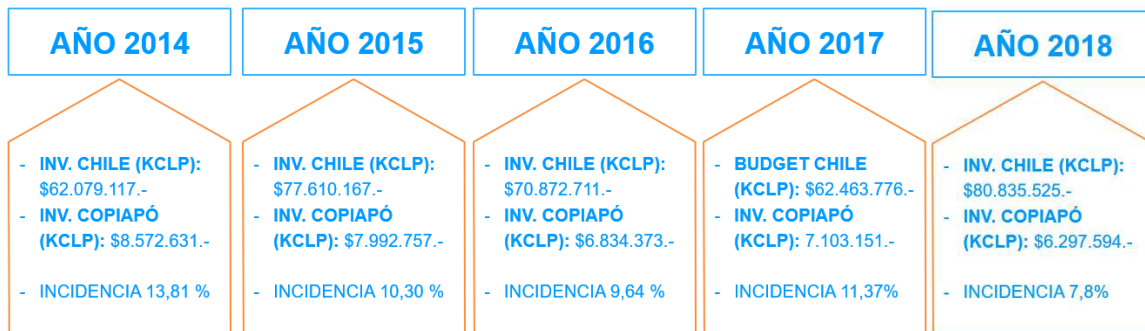 AÑO 2014
- INV. CHILE (KCLP):
$62.079.117.-
- INV. COPIAPÓ
(KCLP): $8.572.631.-
- INCIDENCIA 13,81 %
AÑO 2015
- INV. CHILE (KCLP):
$77.610.167.-
- INV. COPIAPÓ
(KCLP): $7.992.757.-
- INCIDENCIA 10,30 %
AÑO 2016
- INV. CHILE (KCLP):
$70.872.711.-
- INV. COPIAPÓ
(KCLP): $6.834.373.-
- INCIDENCIA 9,64 %
AÑO 2017
- BUDGET CHILE
(KCLP): $62.463.776.-
- INV. COPIAPÓ
(KCLP): 7.103.151.-
- INCIDENCIA 11,37%
AÑO 2018
- INV. CHILE (KCLP):
$80.835.525.-
- INV. COPIAPÓ
(KCLP): $6.297.594.-
- INCIDENCIA 7,8%